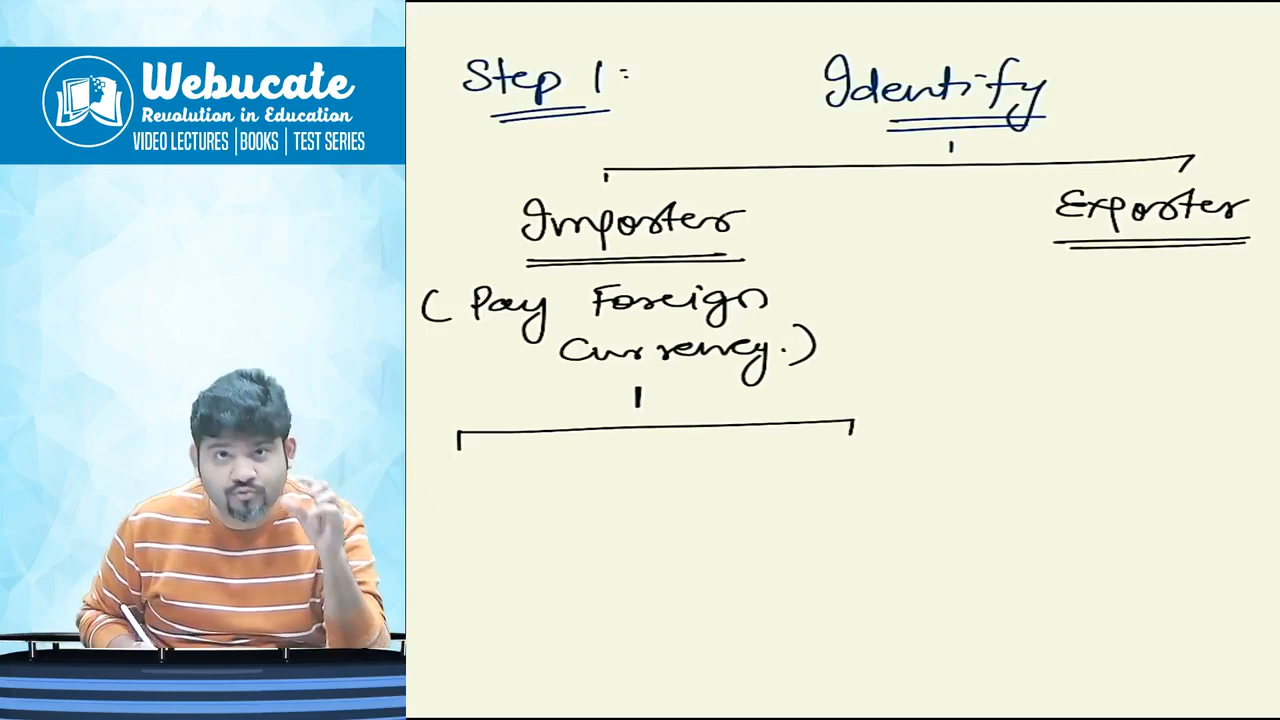 Webucate
Revolution in Education
VIDEO LECTURES | BOOKS | TEST SERIES
Step 1:
Identify
Importer
Exporter
(Pay Foreign
Currency.)